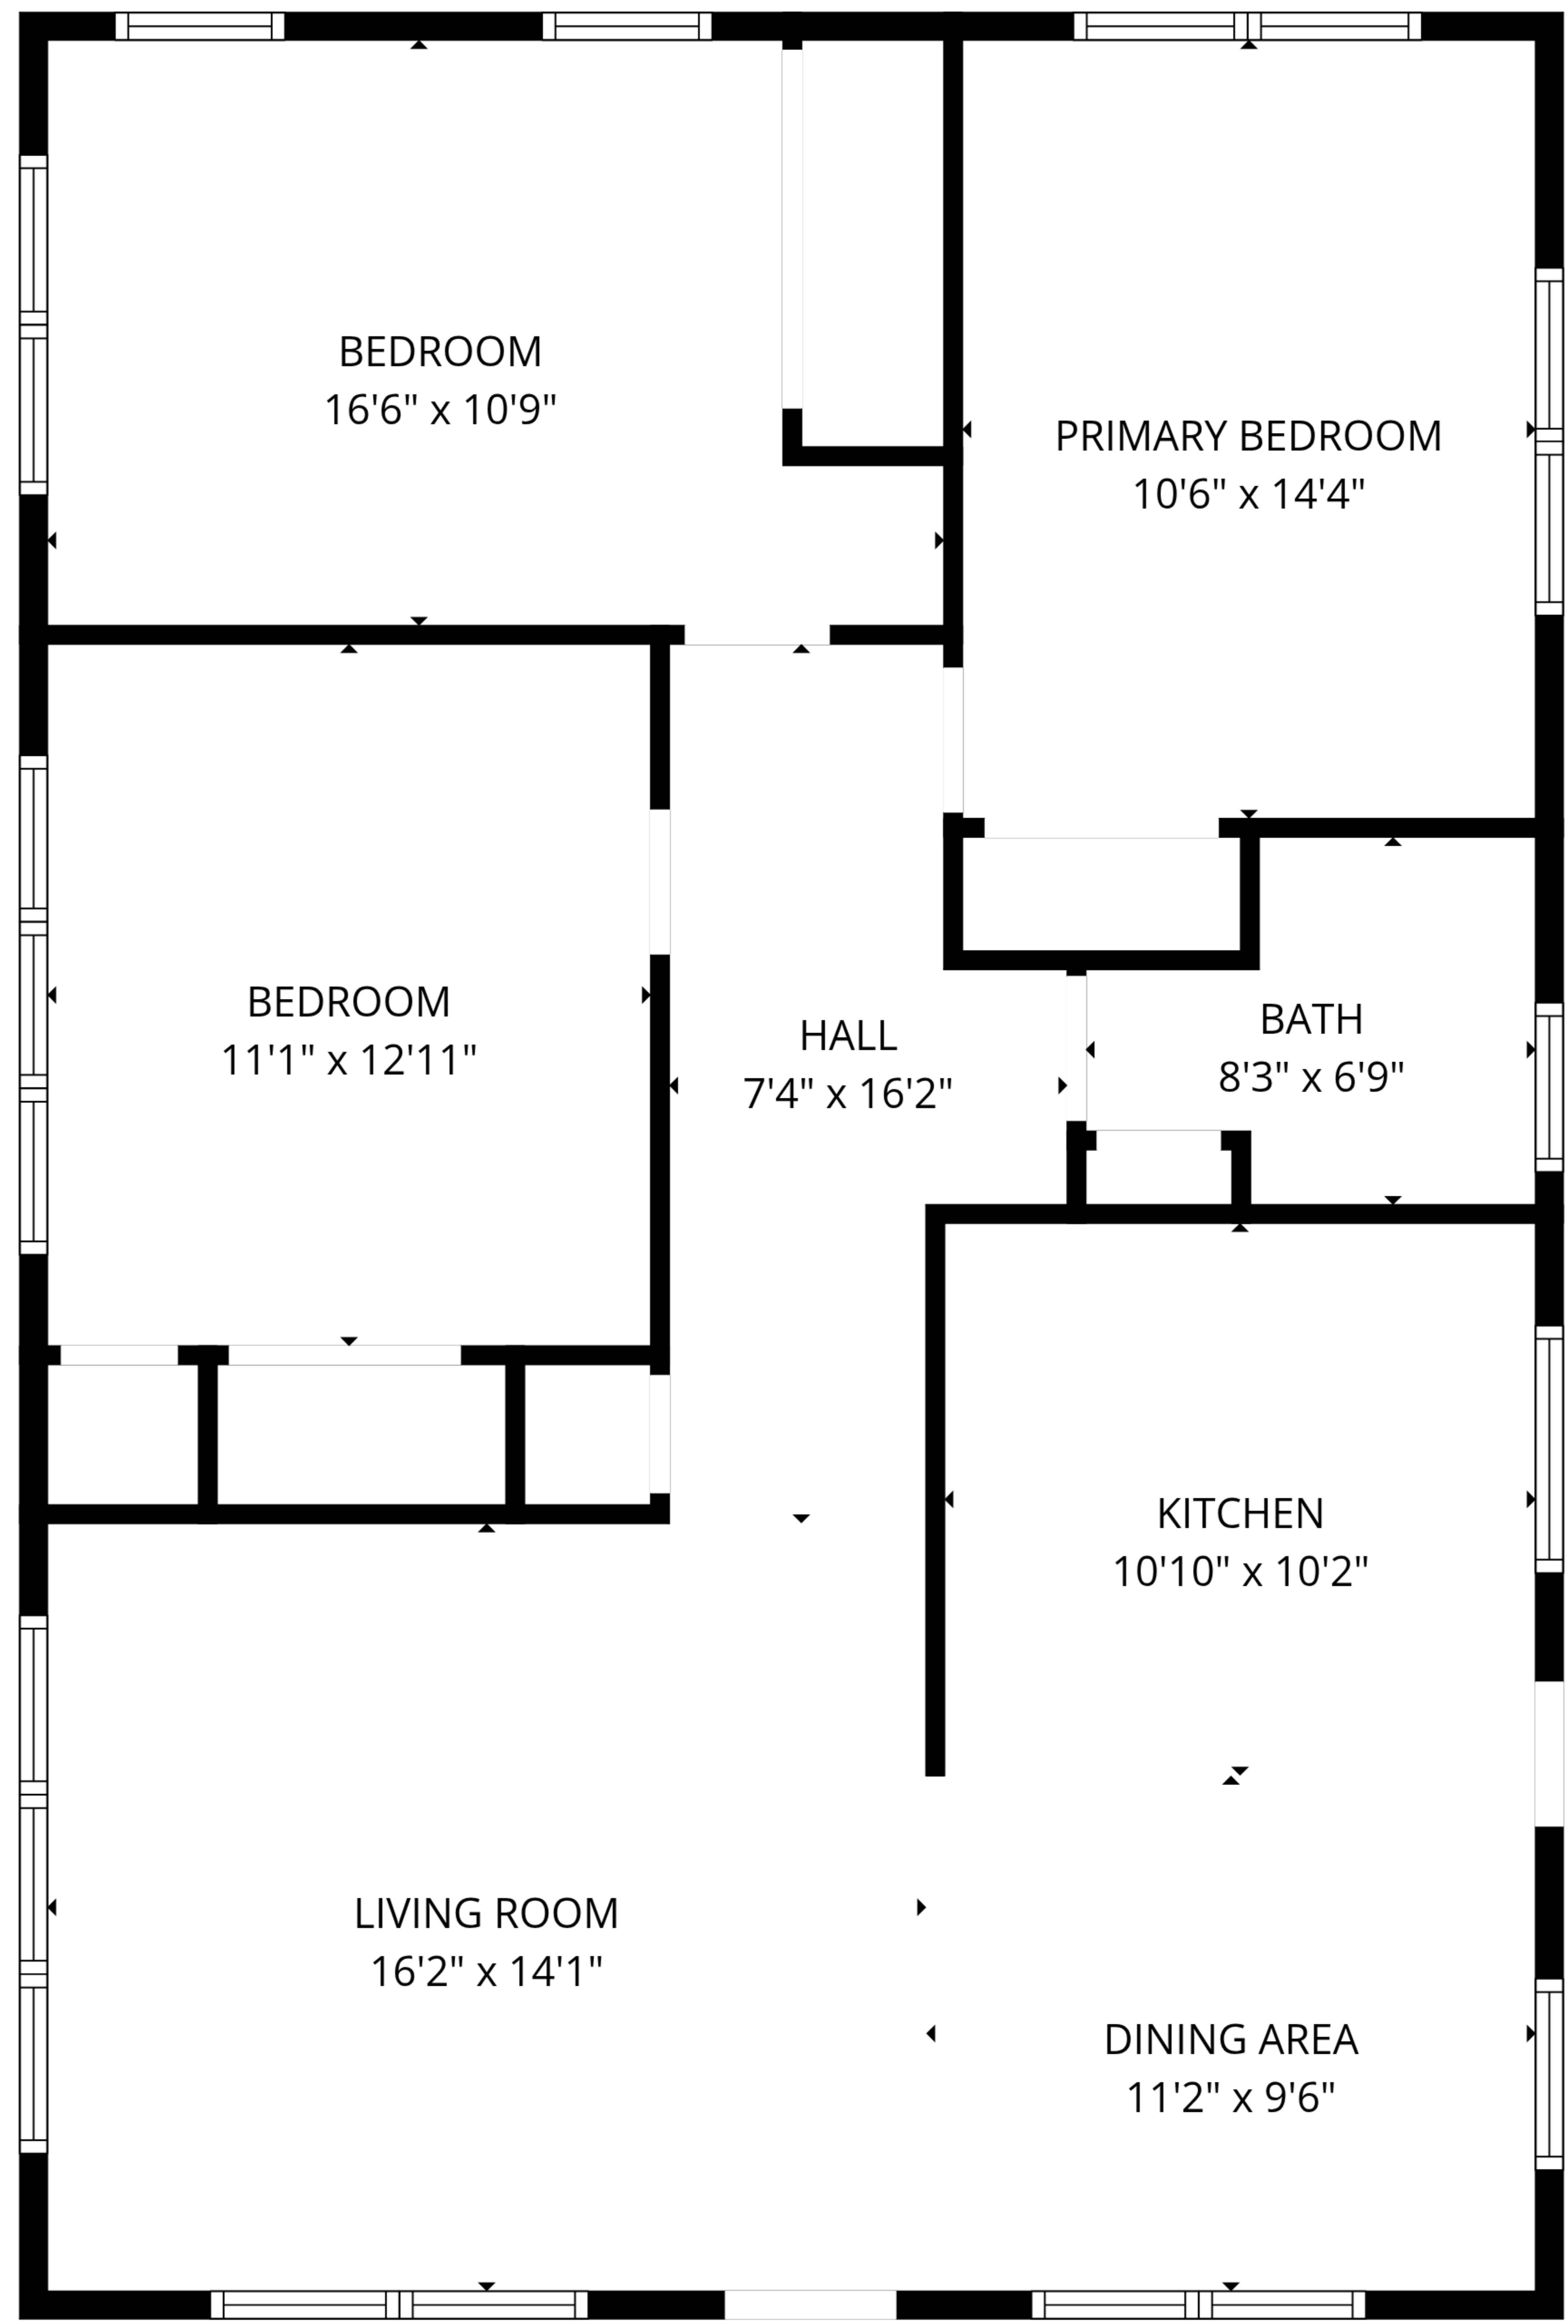 BEDROOM
16'6" x 10'9"
PRIMARY BEDROOM
10'6" x 14'4"
BEDROOM
11'1" x 12'11"
HALL
7'4" x 16'2"
BATH
8'3" x 6'9"
KITCHEN
10'10" x 10'2"
LIVING ROOM
16'2" x 14'1"
DINING AREA
11'2" x 9'6"